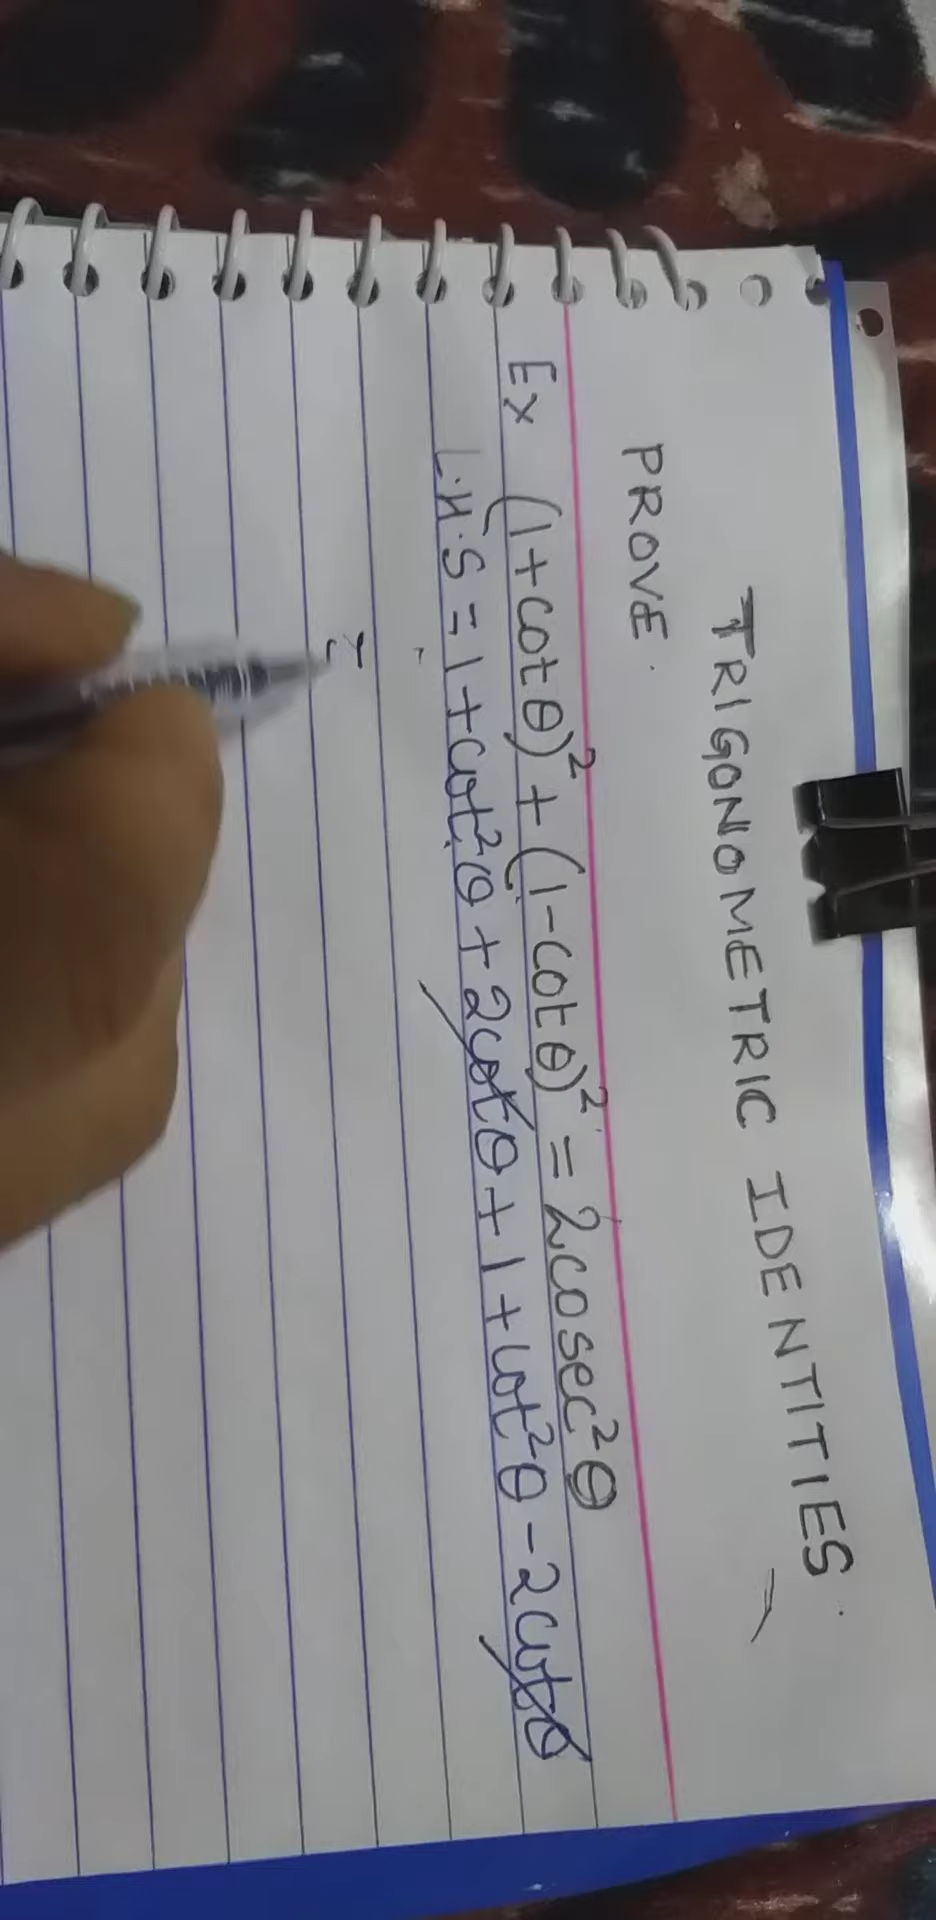 TRIGONOMETRIC IDENTITIES.
PROVE.
Ex (1+cotθ)² + (1-cotθ)² = 2cosec²θ
L.H.S = 1+cot²θ + 2cotθ + 1 + cot²θ - 2cotθ